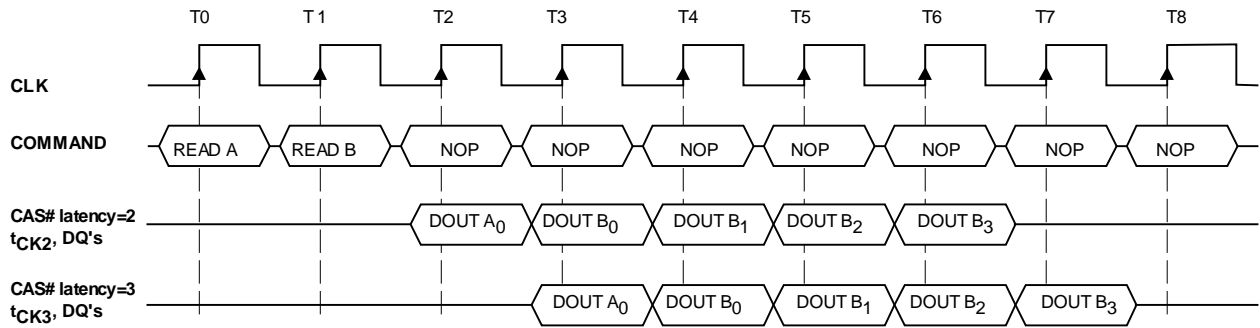 T0 T1 T2 T3 T4 T5 T6 T7 T8
CLK
COMMAND READ A READ B NOP NOP NOP NOP NOP NOP NOP
CAS# latency=2
tCK2, DQ's DOUT A0 DOUT B0 DOUT B1 DOUT B2 DOUT B3
CAS# latency=3
tCK3, DQ's DOUT A0 DOUT B0 DOUT B1 DOUT B2 DOUT B3